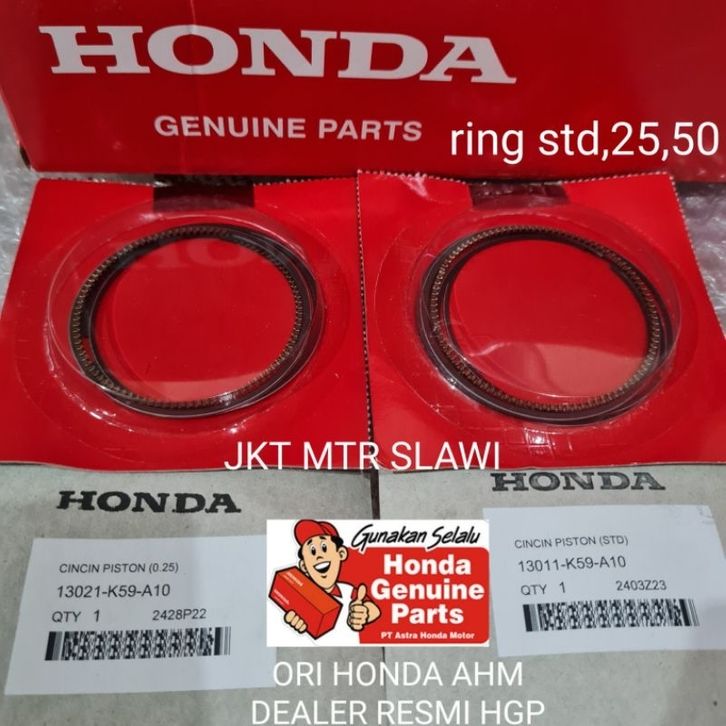 HONDA
GENUINE PARTS
ring std,25,50
HONDA
HONDA
JKT MTR SLAWI
HONDA
CINCIN PISTON (0.25)
13021-K59-A10
QTY 1 2428P22
HONDA
CINCIN PISTON (STD)
13011-K59-A10
QTY 1 2403Z23
Gunakan Selalu
Honda
Genuine
Parts
PT Astra Honda Motor
ORI HONDA AHM
DEALER RESMI HGP